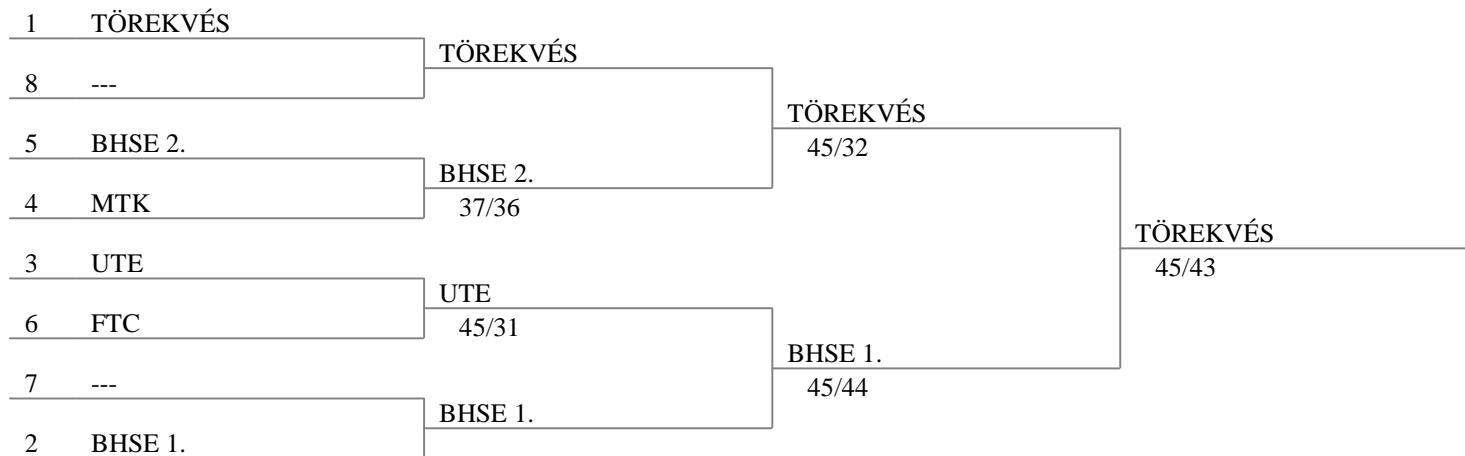 1 TÖREKVÉS
TÖREKVÉS
8 ---
TÖREKVÉS
45/32
5 BHSE 2.
BHSE 2.
37/36
4 MTK
TÖREKVÉS
45/43
3 UTE
UTE
45/31
6 FTC
BHSE 1.
45/44
7 ---
BHSE 1.
2 BHSE 1.